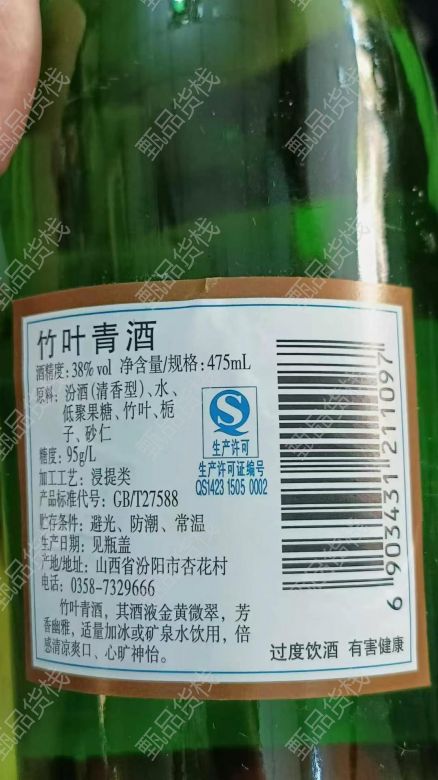 竹叶青酒
酒精度:38%vol 净含量/规格:475mL
原料:汾酒(清香型)、水、
低聚果糖、竹叶、栀
子、砂仁
糖度:95g/L
加工工艺:浸提类
产品标准代号:GB/T27588
贮存条件:避光、防潮、常温
生产日期:见瓶盖
产地/地址:山西省汾阳市杏花村
电话:0358-7329666
竹叶青酒,其酒液金黄微翠,芳
香幽雅,适量加冰或矿泉水饮用,倍
感清凉爽口、心旷神怡。
生产许可
生产许可证编号
QS1423 1505 0002
6 903431 211097
过度饮酒 有害健康
甄品货栈